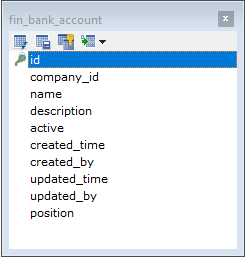 fin_bank_account
id
company_id
name
description
active
created_time
created_by
updated_time
updated_by
position